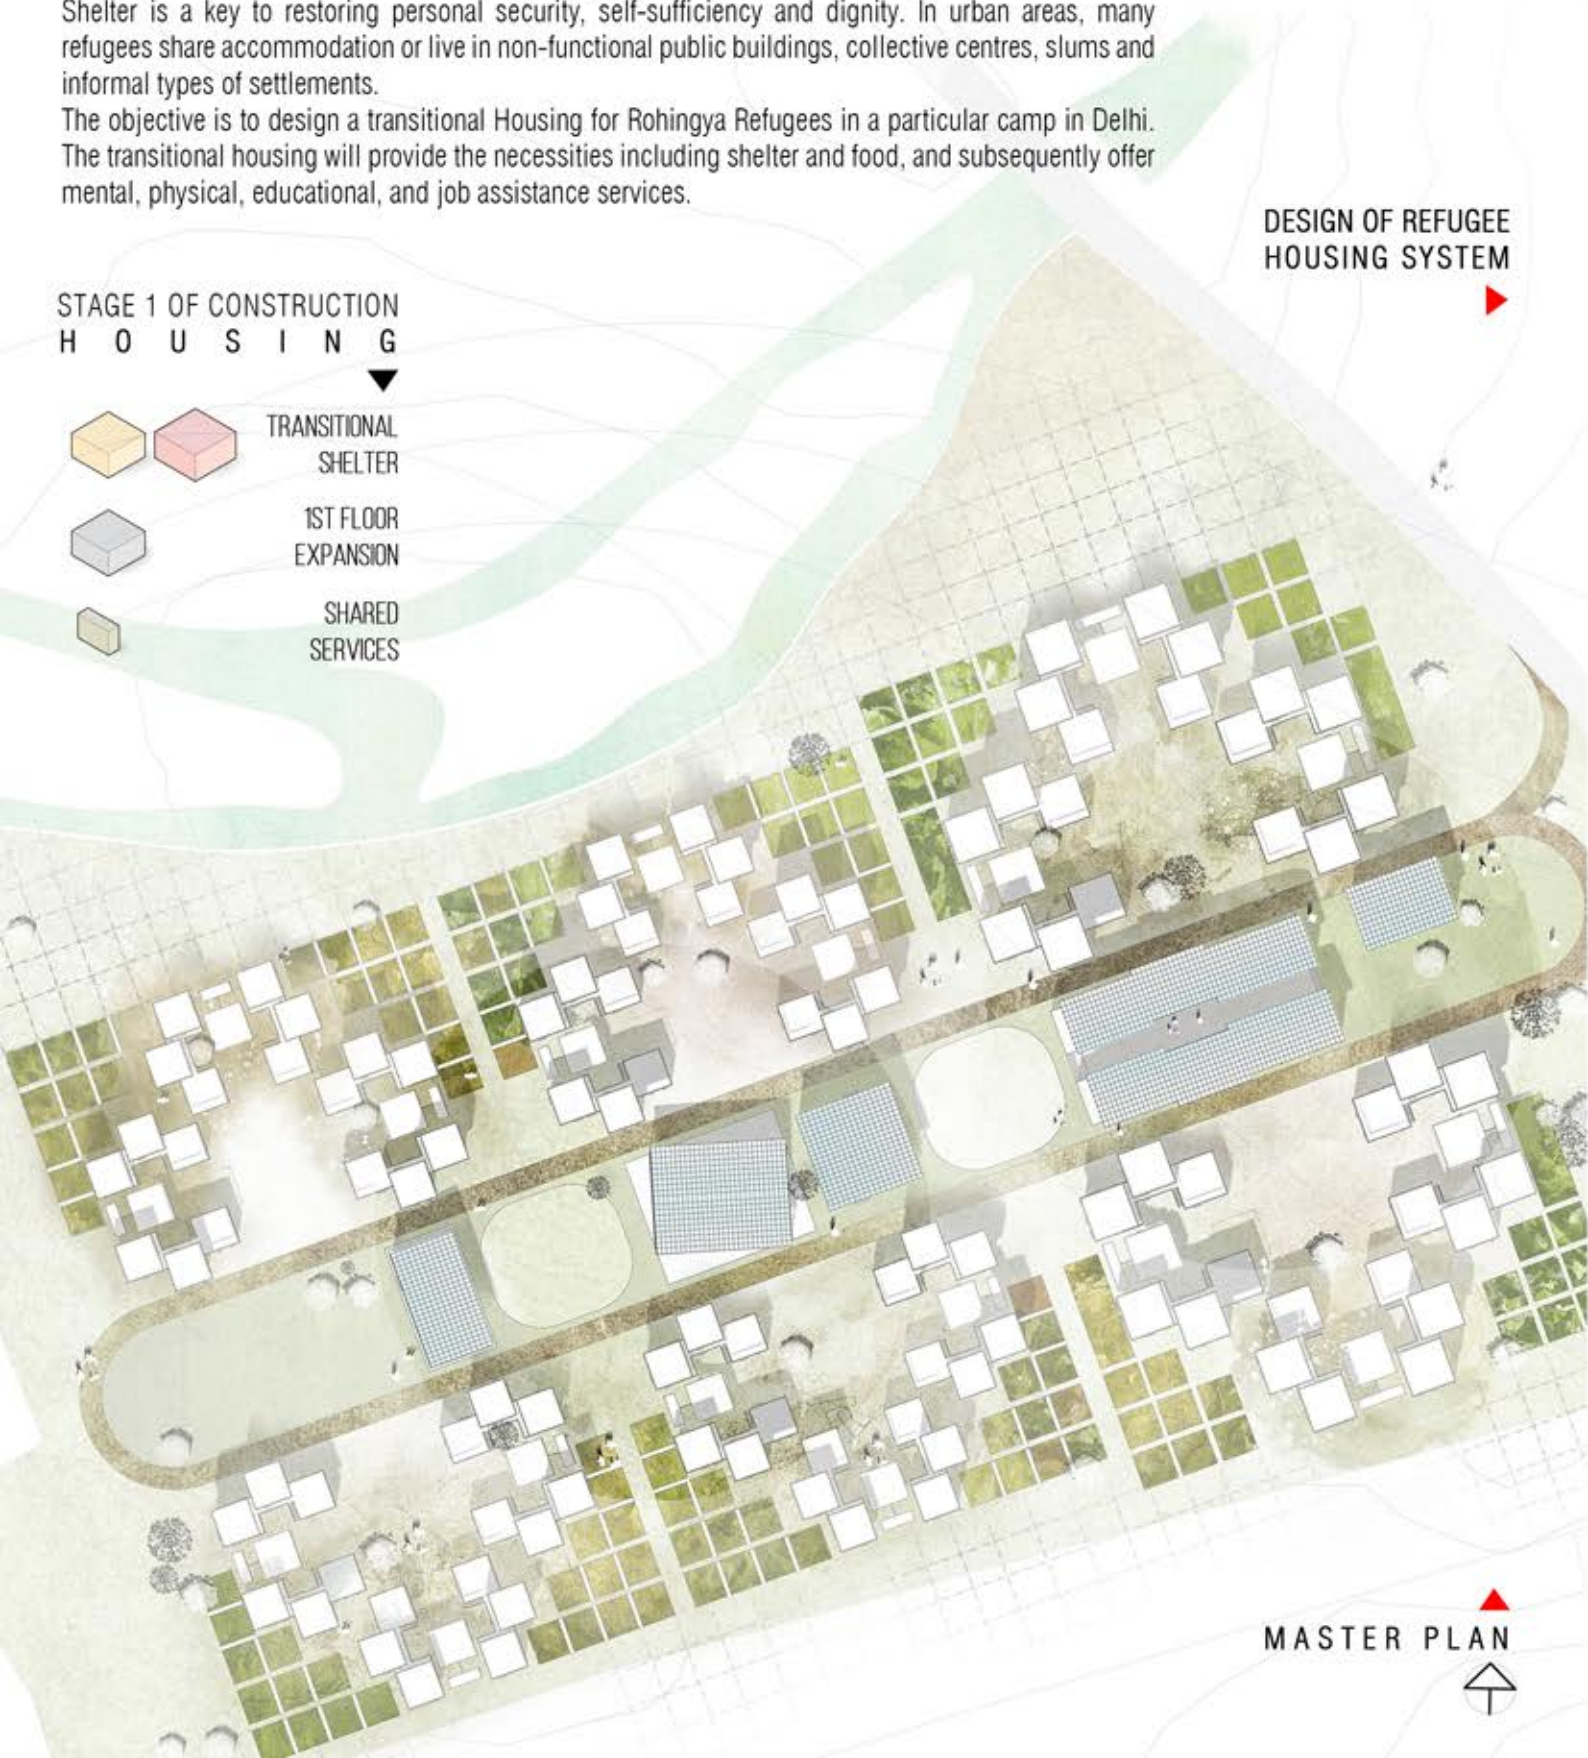 Shelter is a key to restoring personal security, self-sufficiency and dignity. In urban areas, many
refugees share accommodation or live in non-functional public buildings, collective centres, slums and
informal types of settlements.
The objective is to design a transitional Housing for Rohingya Refugees in a particular camp in Delhi.
The transitional housing will provide the necessities including shelter and food, and subsequently offer
mental, physical, educational, and job assistance services.
DESIGN OF REFUGEE
HOUSING SYSTEM
STAGE 1 OF CONSTRUCTION
HOUSING
TRANSITIONAL
SHELTER
1ST FLOOR
EXPANSION
SHARED
SERVICES
MASTER PLAN